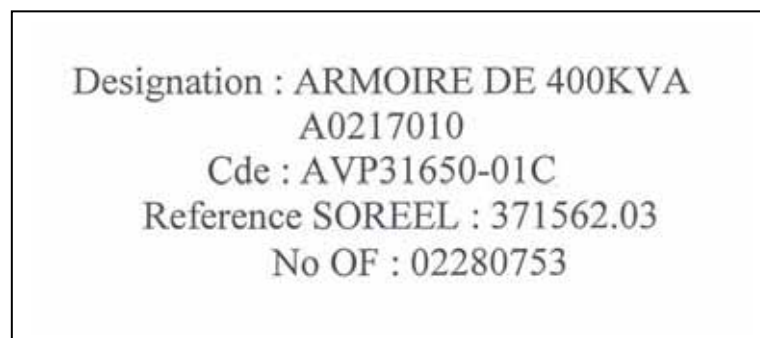 Designation : ARMOIRE DE 400KVA
A0217010
Cde : AVP31650-01C
Reference SOREEL : 371562.03
No OF : 02280753